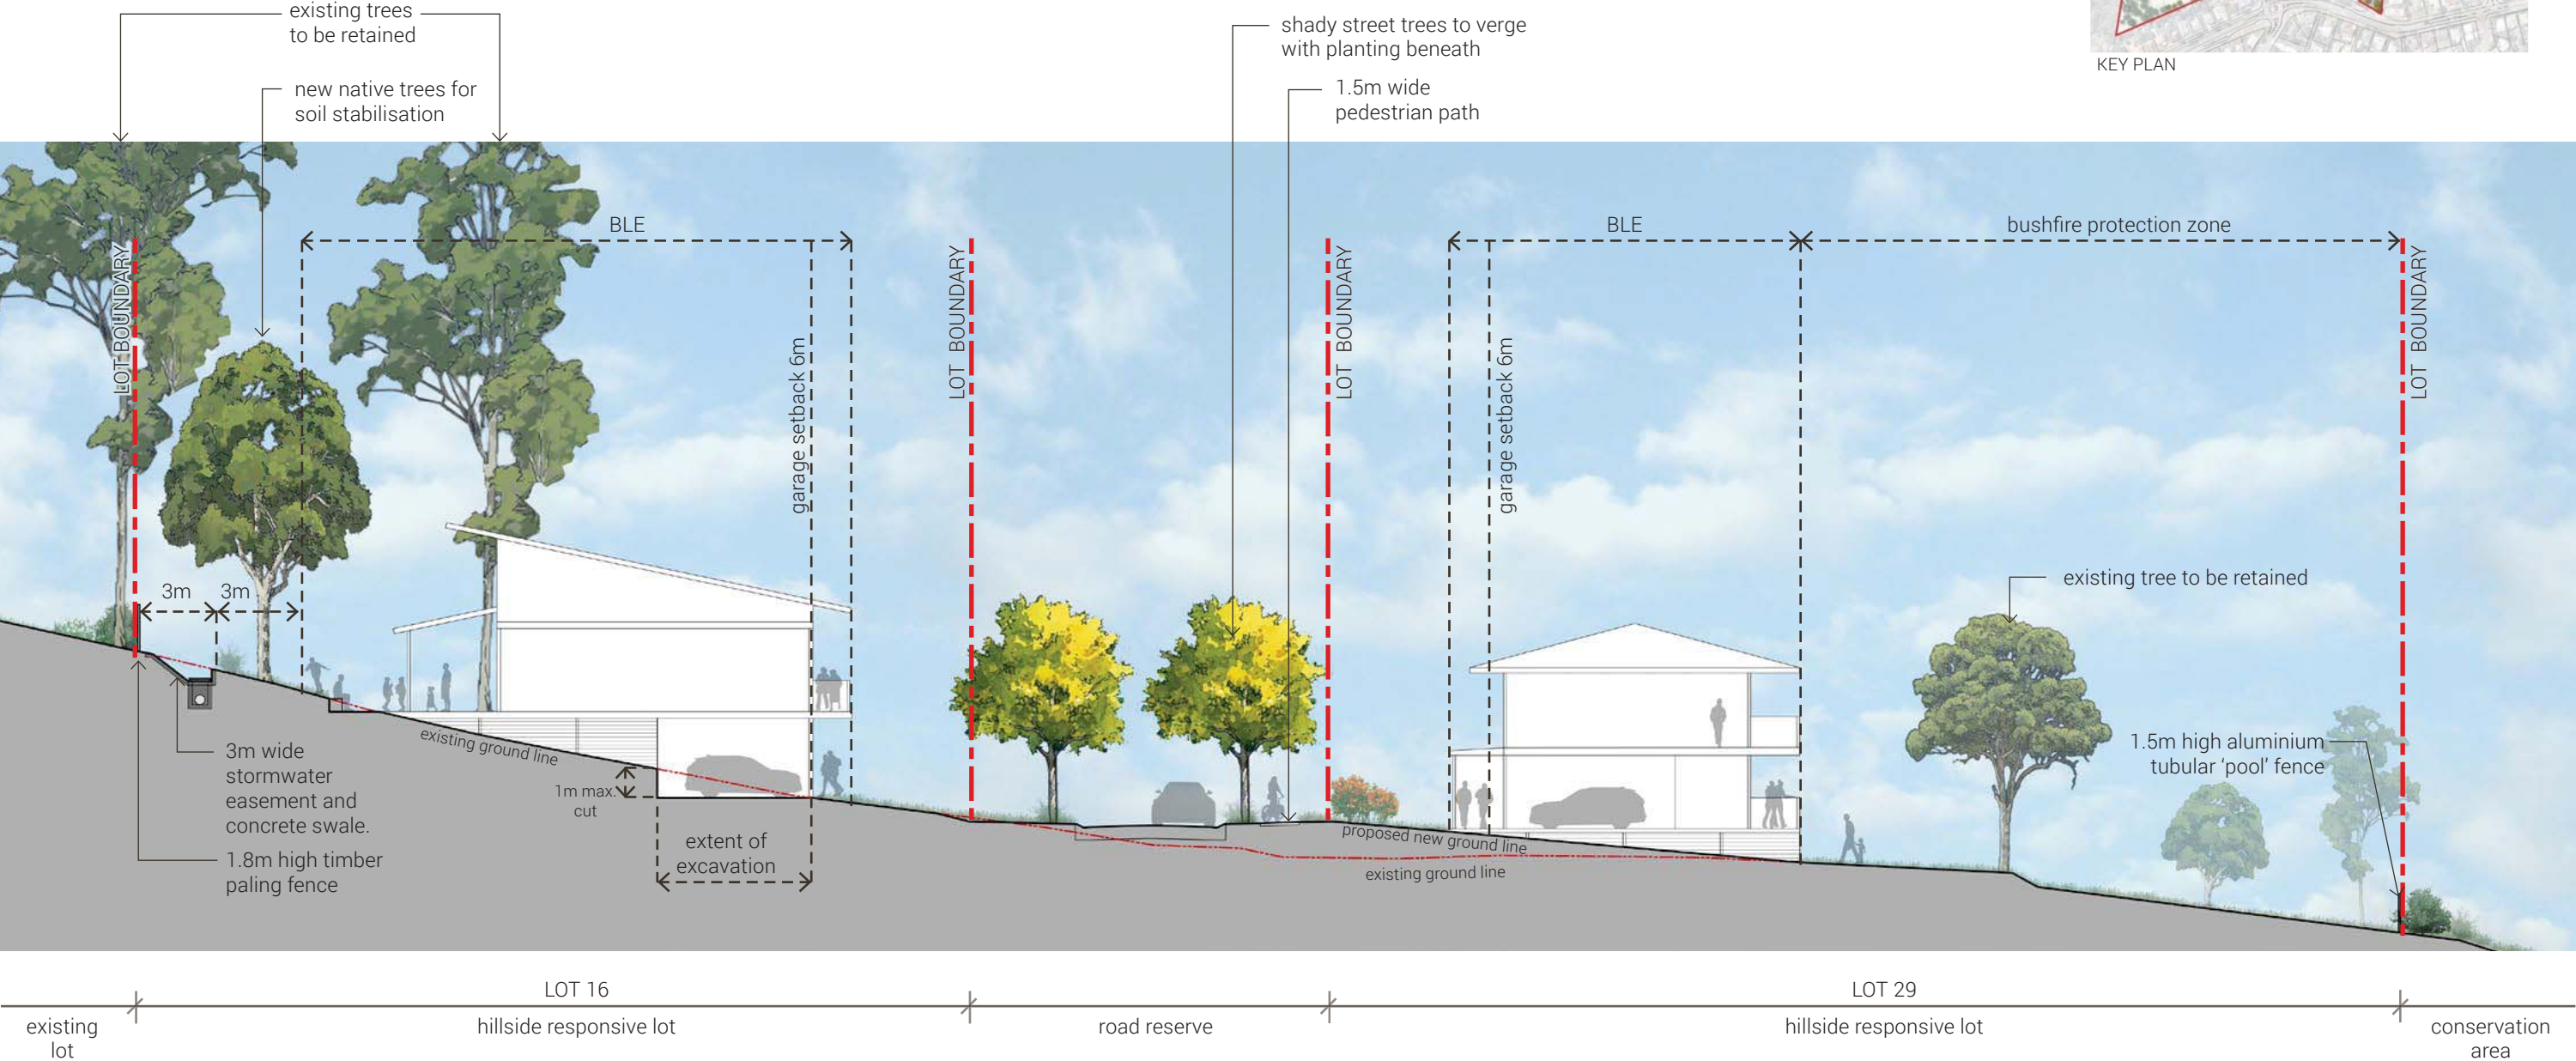 existing trees
to be retained
new native trees for
soil stabilisation
shady street trees to verge
with planting beneath
1.5m wide
pedestrian path
KEY PLAN
BLE
BLE
bushfire protection zone
LOT BOUNDARY
LOT BOUNDARY
LOT BOUNDARY
LOT BOUNDARY
garage setback 6m
garage setback 6m
3m
3m
existing tree to be retained
1.5m high aluminium
tubular ‘pool’ fence
existing ground line
1m max.
cut
extent of
excavation
3m wide
stormwater
easement and
concrete swale.
1.8m high timber
paling fence
proposed new ground line
existing ground line
LOT 16
LOT 29
existing
lot
hillside responsive lot
road reserve
hillside responsive lot
conservation
area